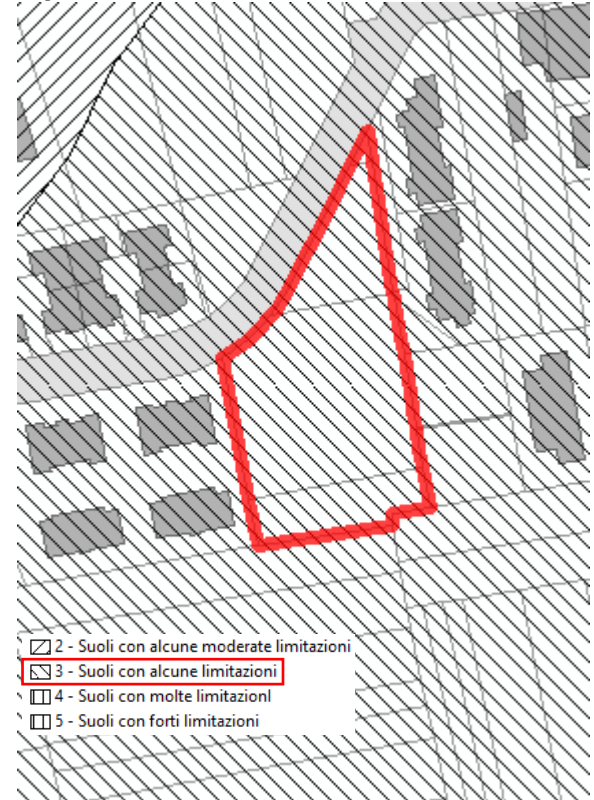 2 - Suoli con alcune moderate limitazioni
3 - Suoli con alcune limitazioni
4 - Suoli con molte limitazionI
5 - Suoli con forti limitazioni